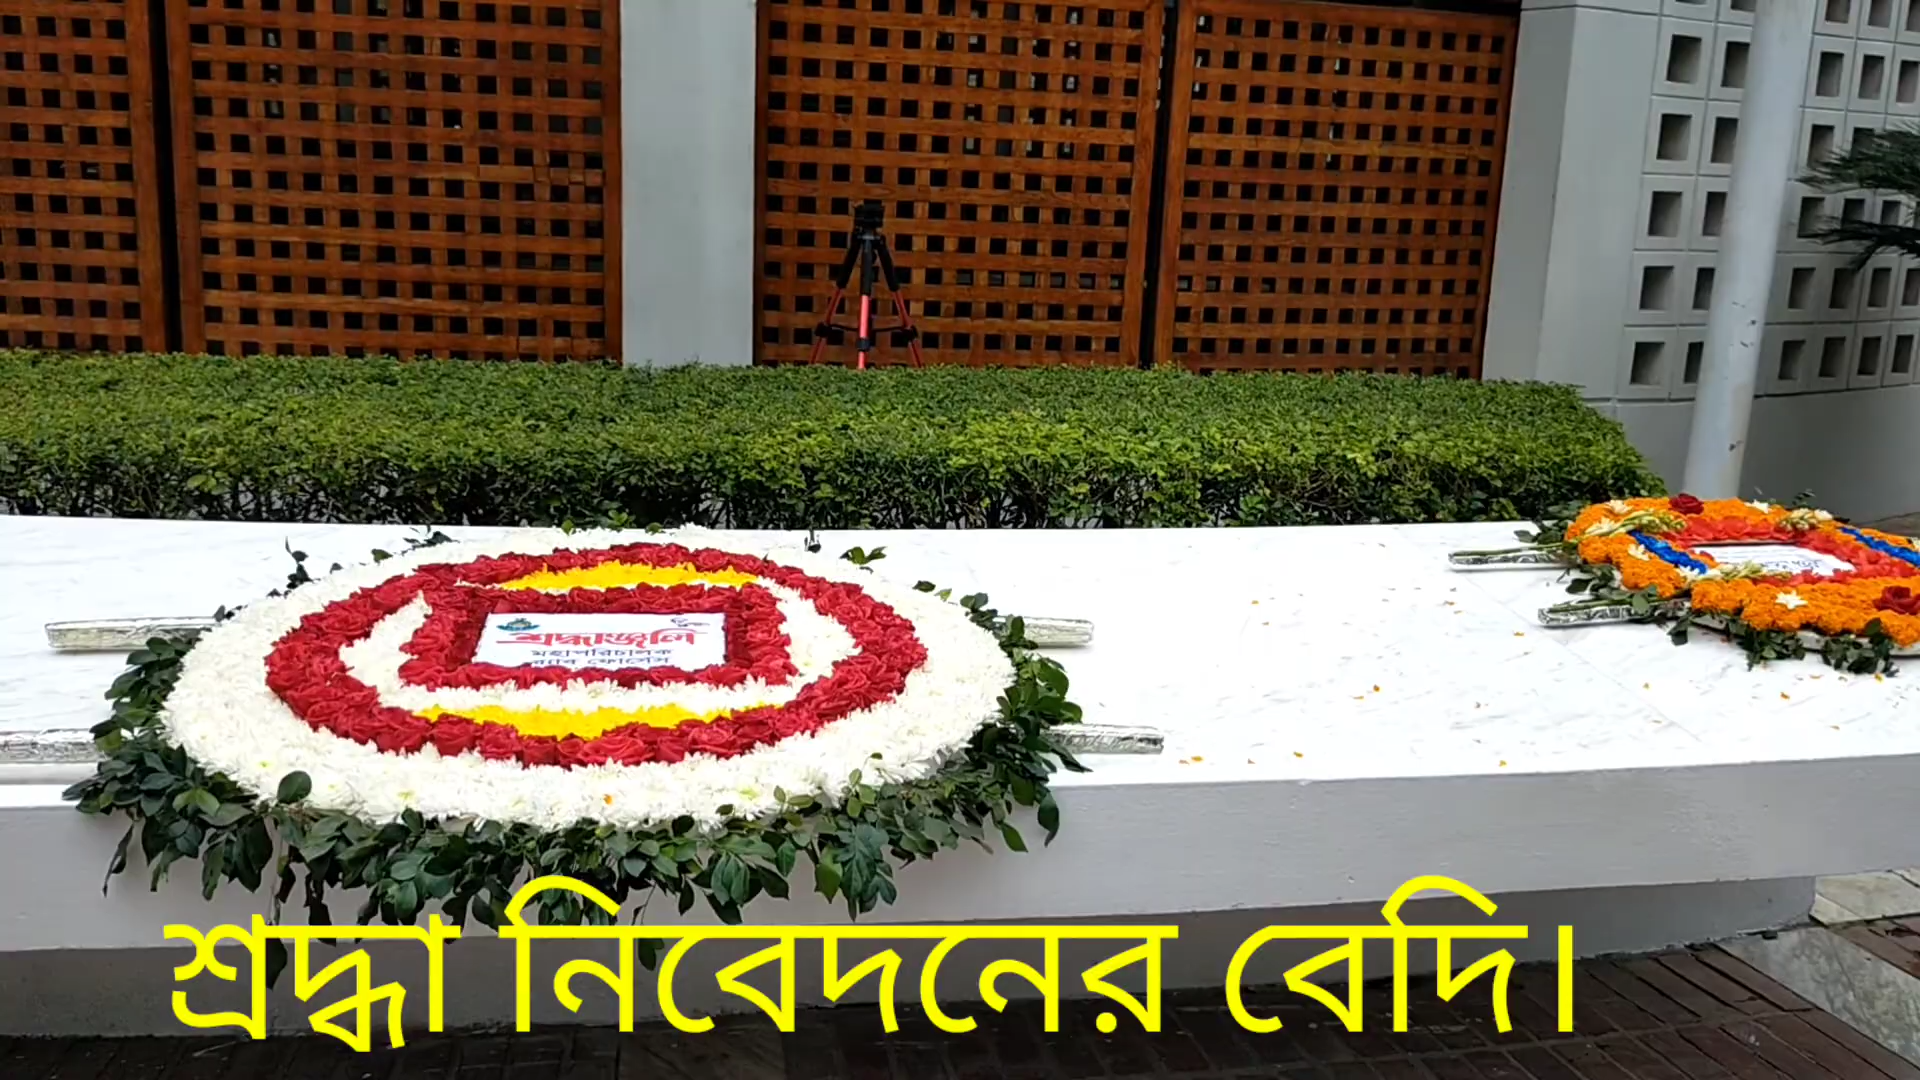 শ্রদ্ধাঞ্জলি
মহাপরিচালক
র‍্যাব ফোর্সেস
শ্রদ্ধা নিবেদনের বেদি।